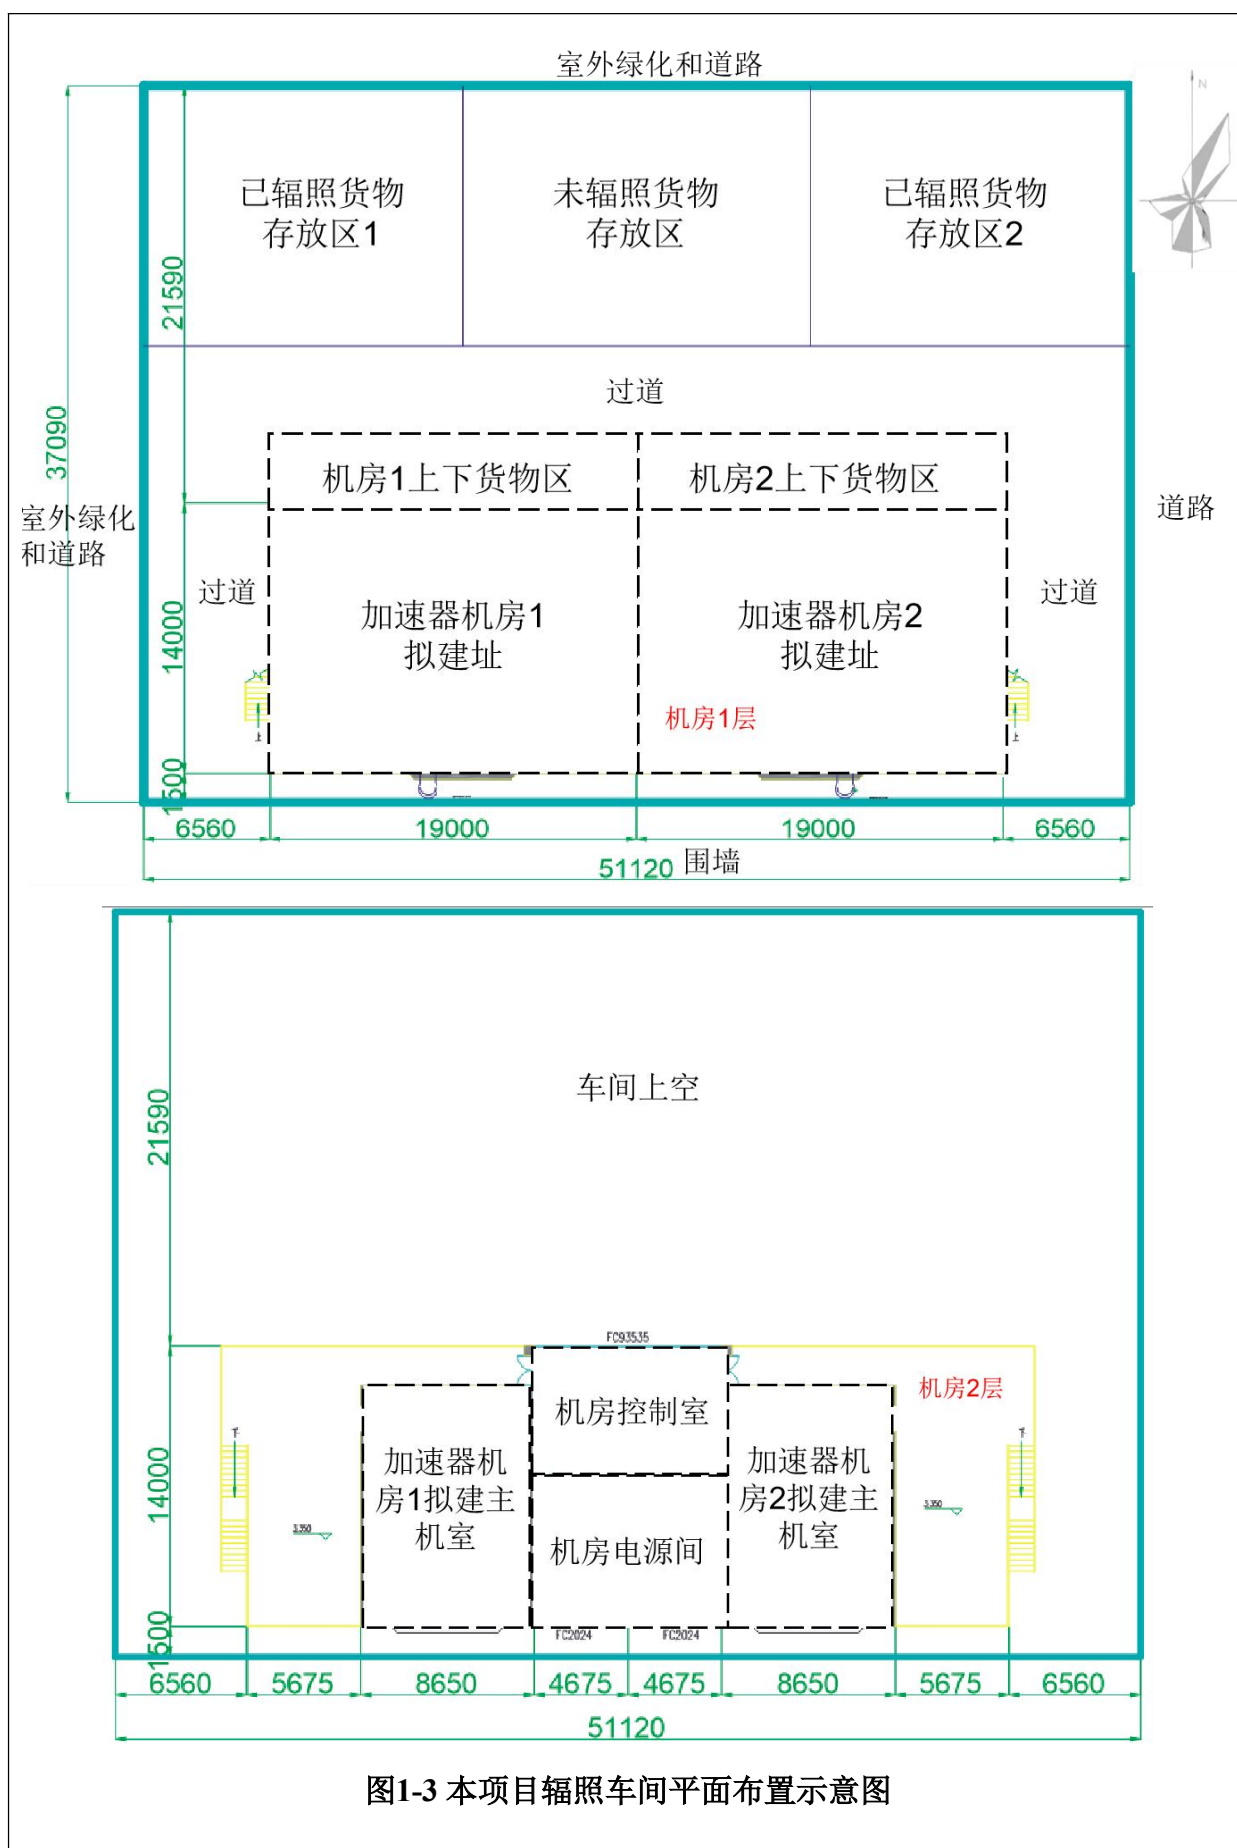 室外绿化和道路
N
已辐照货物
存放区1
未辐照货物
存放区
已辐照货物
存放区2
21590
过道
37090
机房1上下货物区
机房2上下货物区
室外绿化
和道路
道路
过道
加速器机房1
拟建址
加速器机房2
拟建址
过道
14000
机房1层
上
上
1500
6560
19000
19000
6560
51120
围墙
车间上空
21590
FC93535
机房2层
机房控制室
加速器机
房1拟建主
机室
加速器机
房2拟建主
机室
下
下
14000
3.350
3.350
机房电源间
1500
FC2024
FC2024
6560
5675
8650
4675
4675
8650
5675
6560
51120
图1-3 本项目辐照车间平面布置示意图